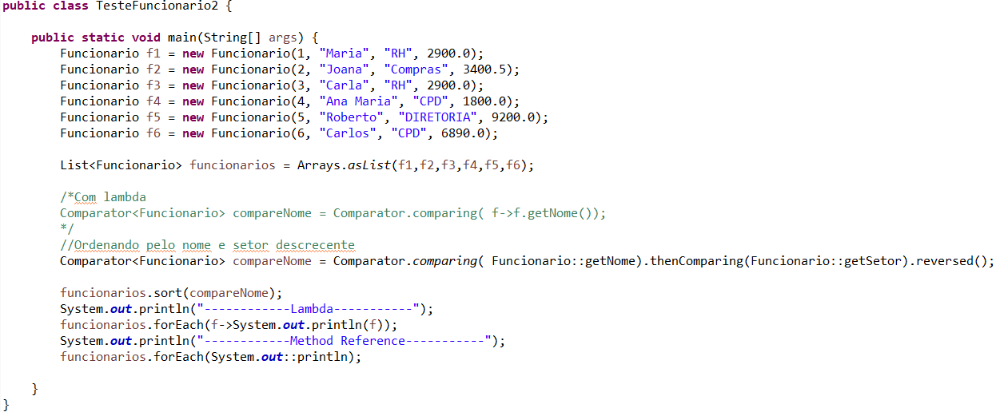 public class TesteFuncionario2 {
public static void main(String[] args) {
Funcionario f1 = new Funcionario(1, "Maria", "RH", 2900.0);
Funcionario f2 = new Funcionario(2, "Joana", "Compras", 3400.5);
Funcionario f3 = new Funcionario(3, "Carla", "RH", 2900.0);
Funcionario f4 = new Funcionario(4, "Ana Maria", "CPD", 1800.0);
Funcionario f5 = new Funcionario(5, "Roberto", "DIRETORIA", 9200.0);
Funcionario f6 = new Funcionario(6, "Carlos", "CPD", 6890.0);
List<Funcionario> funcionarios = Arrays.asList(f1,f2,f3,f4,f5,f6);
/*Com lambda
Comparator<Funcionario> compareNome = Comparator.comparing( f->f.getNome());
*/
//Ordenando pelo nome e setor descrecente
Comparator<Funcionario> compareNome = Comparator.comparing( Funcionario::getNome).thenComparing(Funcionario::getSetor).reversed();
funcionarios.sort(compareNome);
System.out.println("------------Lambda-----------");
funcionarios.forEach(f->System.out.println(f));
System.out.println("------------Method Reference-----------");
funcionarios.forEach(System.out::println);
}
}